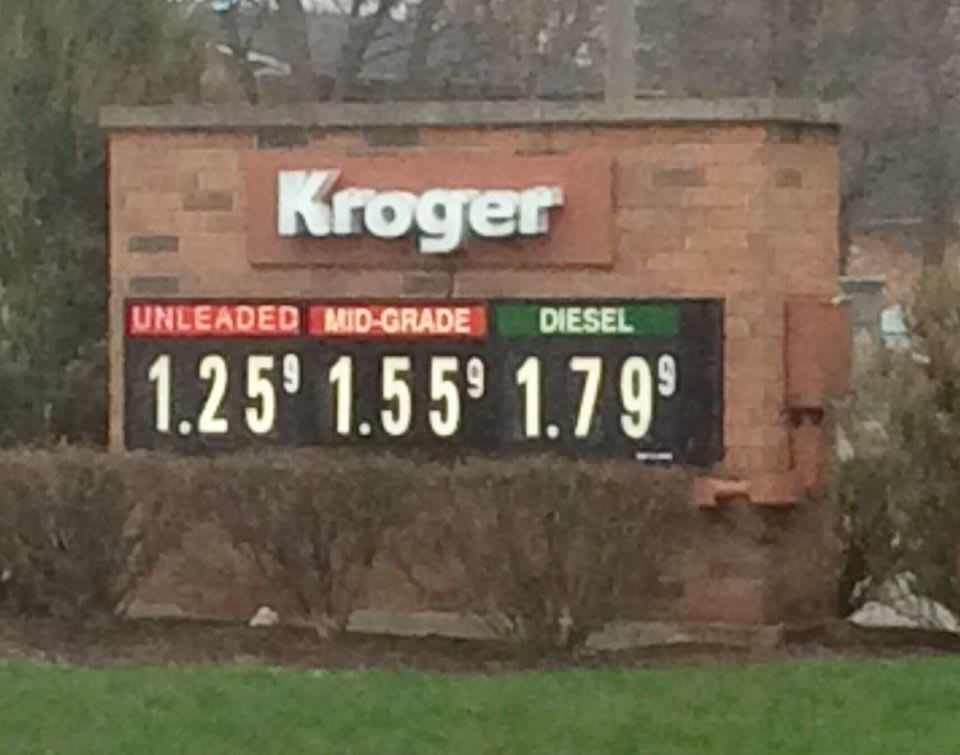 Kroger
UNLEADED MID-GRADE DIESEL
1.259 1.559 1.799